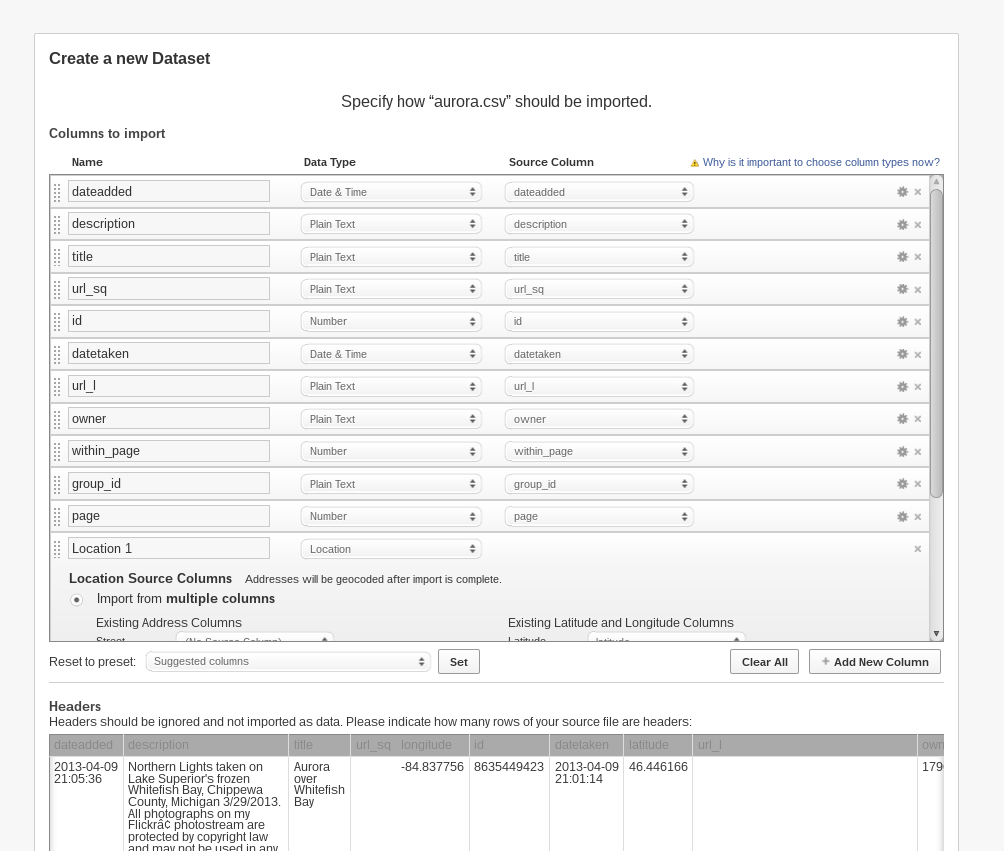 Create a new Dataset
Specify how “aurora.csv” should be imported.
Columns to import
Name Data Type Source Column Why is it important to choose column types now?
dateadded Date & Time dateadded
description Plain Text description
title Plain Text title
url_sq Plain Text url_sq
id Number id
datetaken Date & Time datetaken
url_l Plain Text url_l
owner Plain Text owner
within_page Number within_page
group_id Plain Text group_id
page Number page
Location 1 Location
Location Source Columns Addresses will be geocoded after import is complete.
Import from multiple columns
Existing Address Columns Existing Latitude and Longitude Columns
Street (No Source Column) Latitude latitude
Reset to preset: Suggested columns Set Clear All + Add New Column
Headers
Headers should be ignored and not imported as data. Please indicate how many rows of your source file are headers:
dateadded description title url_sq longitude id datetaken latitude url_l own
2013-04-09 Northern Lights taken on Aurora -84.837756 8635449423 2013-04-09 46.446166 179
21:05:36 Lake Superior's frozen over 21:01:14
Whitefish Bay, Chippewa Whitefish
County, Michigan 3/29/2013. Bay
All photographs on my
Flickrâ¢ photostream are
protected by copyright law
and may not be used in any